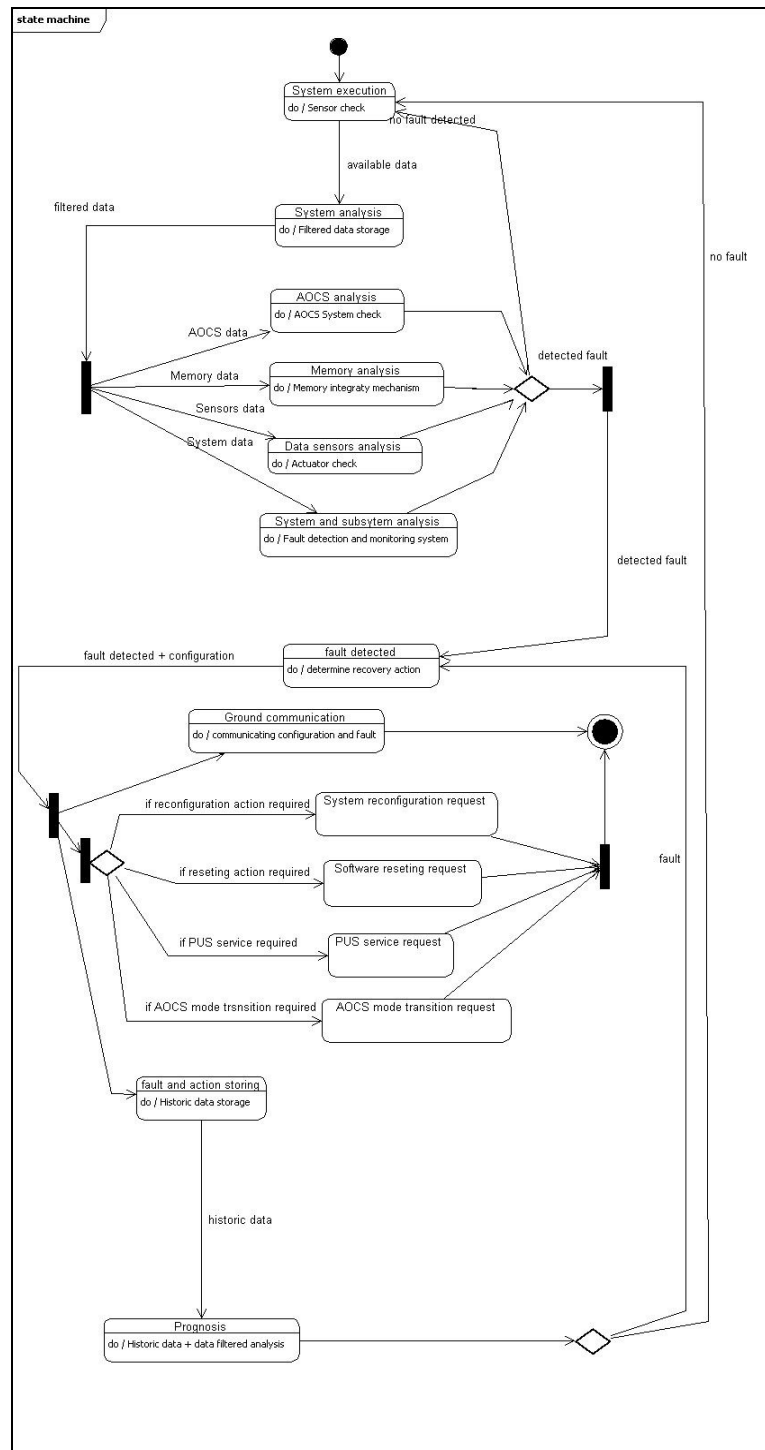 state machine
System execution
do / Sensor check
no fault detected
available data
filtered data
System analysis
do / Filtered data storage
no fault
AOCS analysis
do / AOCS System check
AOCS data
detected fault
Memory analysis
Memory data
do / Memory integraty mechanism
Sensors data
System data
Data sensors analysis
do / Actuator check
System and subsytem analysis
do / Fault detection and monitoring system
detected fault
fault detected + configuration
fault detected
do / determine recovery action
Ground communication
do / communicating configuration and fault
if reconfiguration action required
System reconfiguration request
fault
if reseting action required
Software reseting request
if PUS service required
PUS service request
if AOCS mode trsnsition required
AOCS mode transition request
fault and action storing
do / Historic data storage
historic data
Prognosis
do / Historic data + data filtered analysis